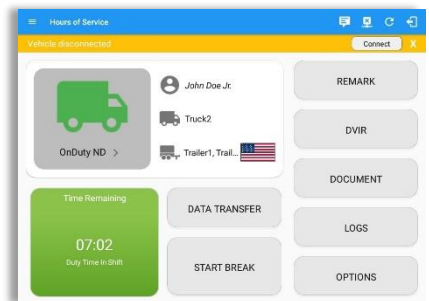 Hours of Service
Vehicle disconnected
Connect
X
John Doe Jr.
Truck2
Trailer1, Trail...
OnDuty ND >
REMARK
DVIR
DOCUMENT
LOGS
OPTIONS
Time Remaining
07:02
Duty Time In Shift
DATA TRANSFER
START BREAK